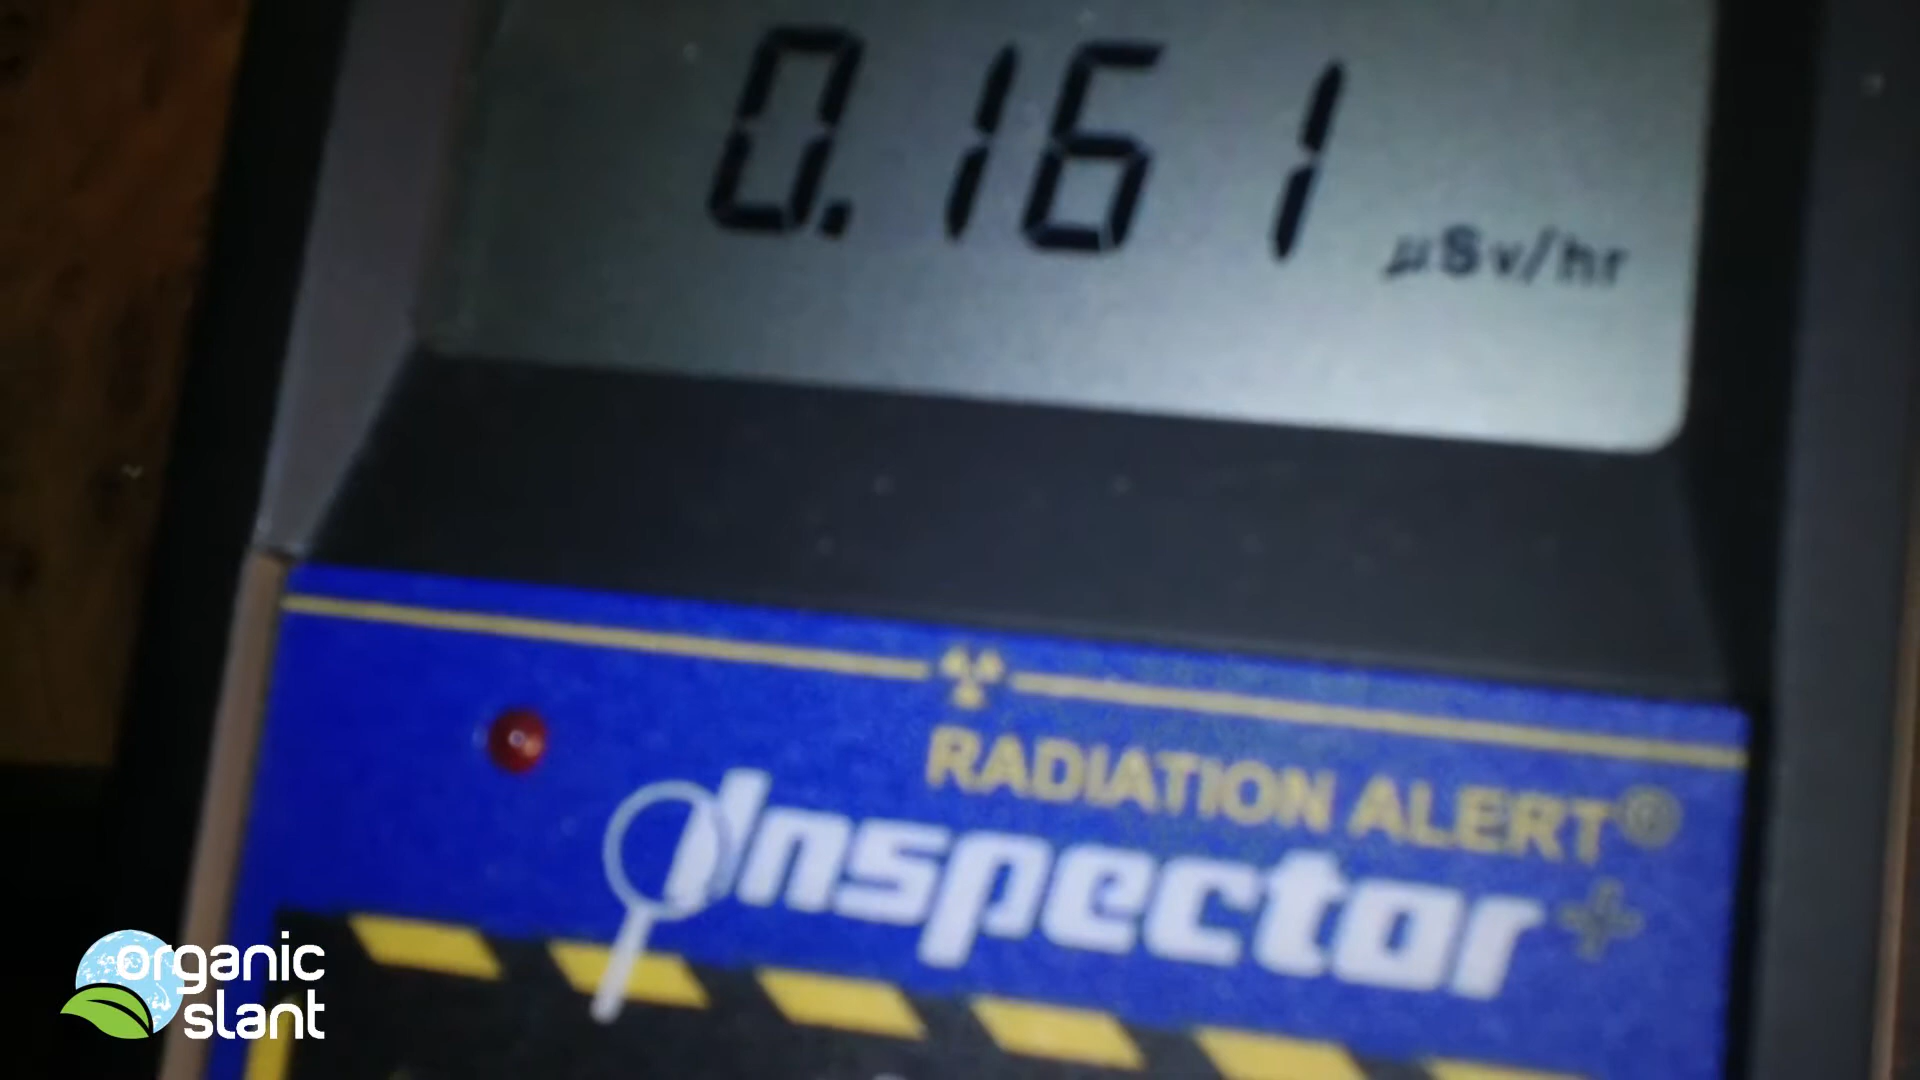 0.161 µSv/hr
RADIATION ALERT®
Inspector+
organic
slant